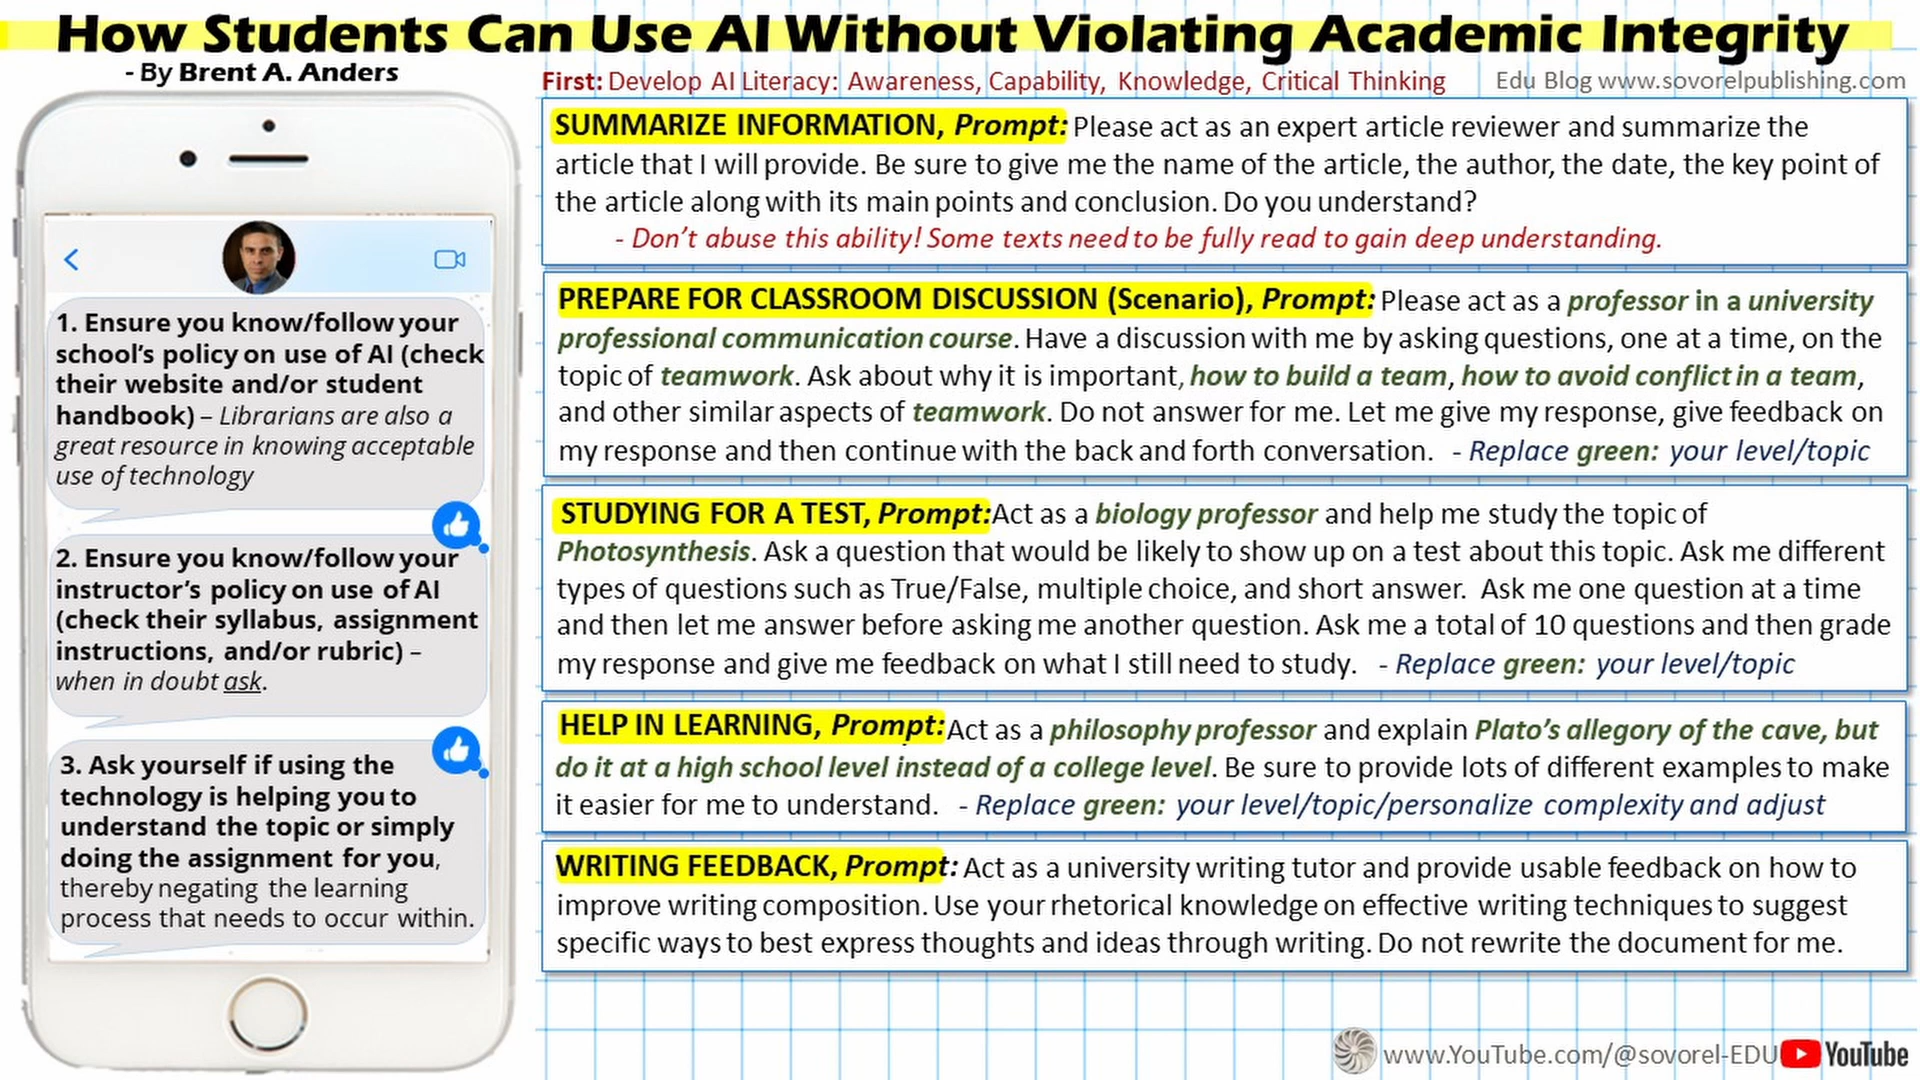 How Students Can Use AI Without Violating Academic Integrity
- By Brent A. Anders
First: Develop AI Literacy: Awareness, Capability, Knowledge, Critical Thinking
Edu Blog www.sovorelpublishing.com
1. Ensure you know/follow your
school’s policy on use of AI (check
their website and/or student
handbook) – Librarians are also a
great resource in knowing acceptable
use of technology
2. Ensure you know/follow your
instructor’s policy on use of AI
(check their syllabus, assignment
instructions, and/or rubric) –
when in doubt ask.
3. Ask yourself if using the
technology is helping you to
understand the topic or simply
doing the assignment for you,
thereby negating the learning
process that needs to occur within.
SUMMARIZE INFORMATION, Prompt: Please act as an expert article reviewer and summarize the
article that I will provide. Be sure to give me the name of the article, the author, the date, the key point of
the article along with its main points and conclusion. Do you understand?
- Don’t abuse this ability! Some texts need to be fully read to gain deep understanding.
PREPARE FOR CLASSROOM DISCUSSION (Scenario), Prompt: Please act as a professor in a university
professional communication course. Have a discussion with me by asking questions, one at a time, on the
topic of teamwork. Ask about why it is important, how to build a team, how to avoid conflict in a team,
and other similar aspects of teamwork. Do not answer for me. Let me give my response, give feedback on
my response and then continue with the back and forth conversation. - Replace green: your level/topic
STUDYING FOR A TEST, Prompt: Act as a biology professor and help me study the topic of
Photosynthesis. Ask a question that would be likely to show up on a test about this topic. Ask me different
types of questions such as True/False, multiple choice, and short answer. Ask me one question at a time
and then let me answer before asking me another question. Ask me a total of 10 questions and then grade
my response and give me feedback on what I still need to study. - Replace green: your level/topic
HELP IN LEARNING, Prompt: Act as a philosophy professor and explain Plato’s allegory of the cave, but
do it at a high school level instead of a college level. Be sure to provide lots of different examples to make
it easier for me to understand. - Replace green: your level/topic/personalize complexity and adjust
WRITING FEEDBACK, Prompt: Act as a university writing tutor and provide usable feedback on how to
improve writing composition. Use your rhetorical knowledge on effective writing techniques to suggest
specific ways to best express thoughts and ideas through writing. Do not rewrite the document for me.
www.YouTube.com/@sovorel-EDU YouTube